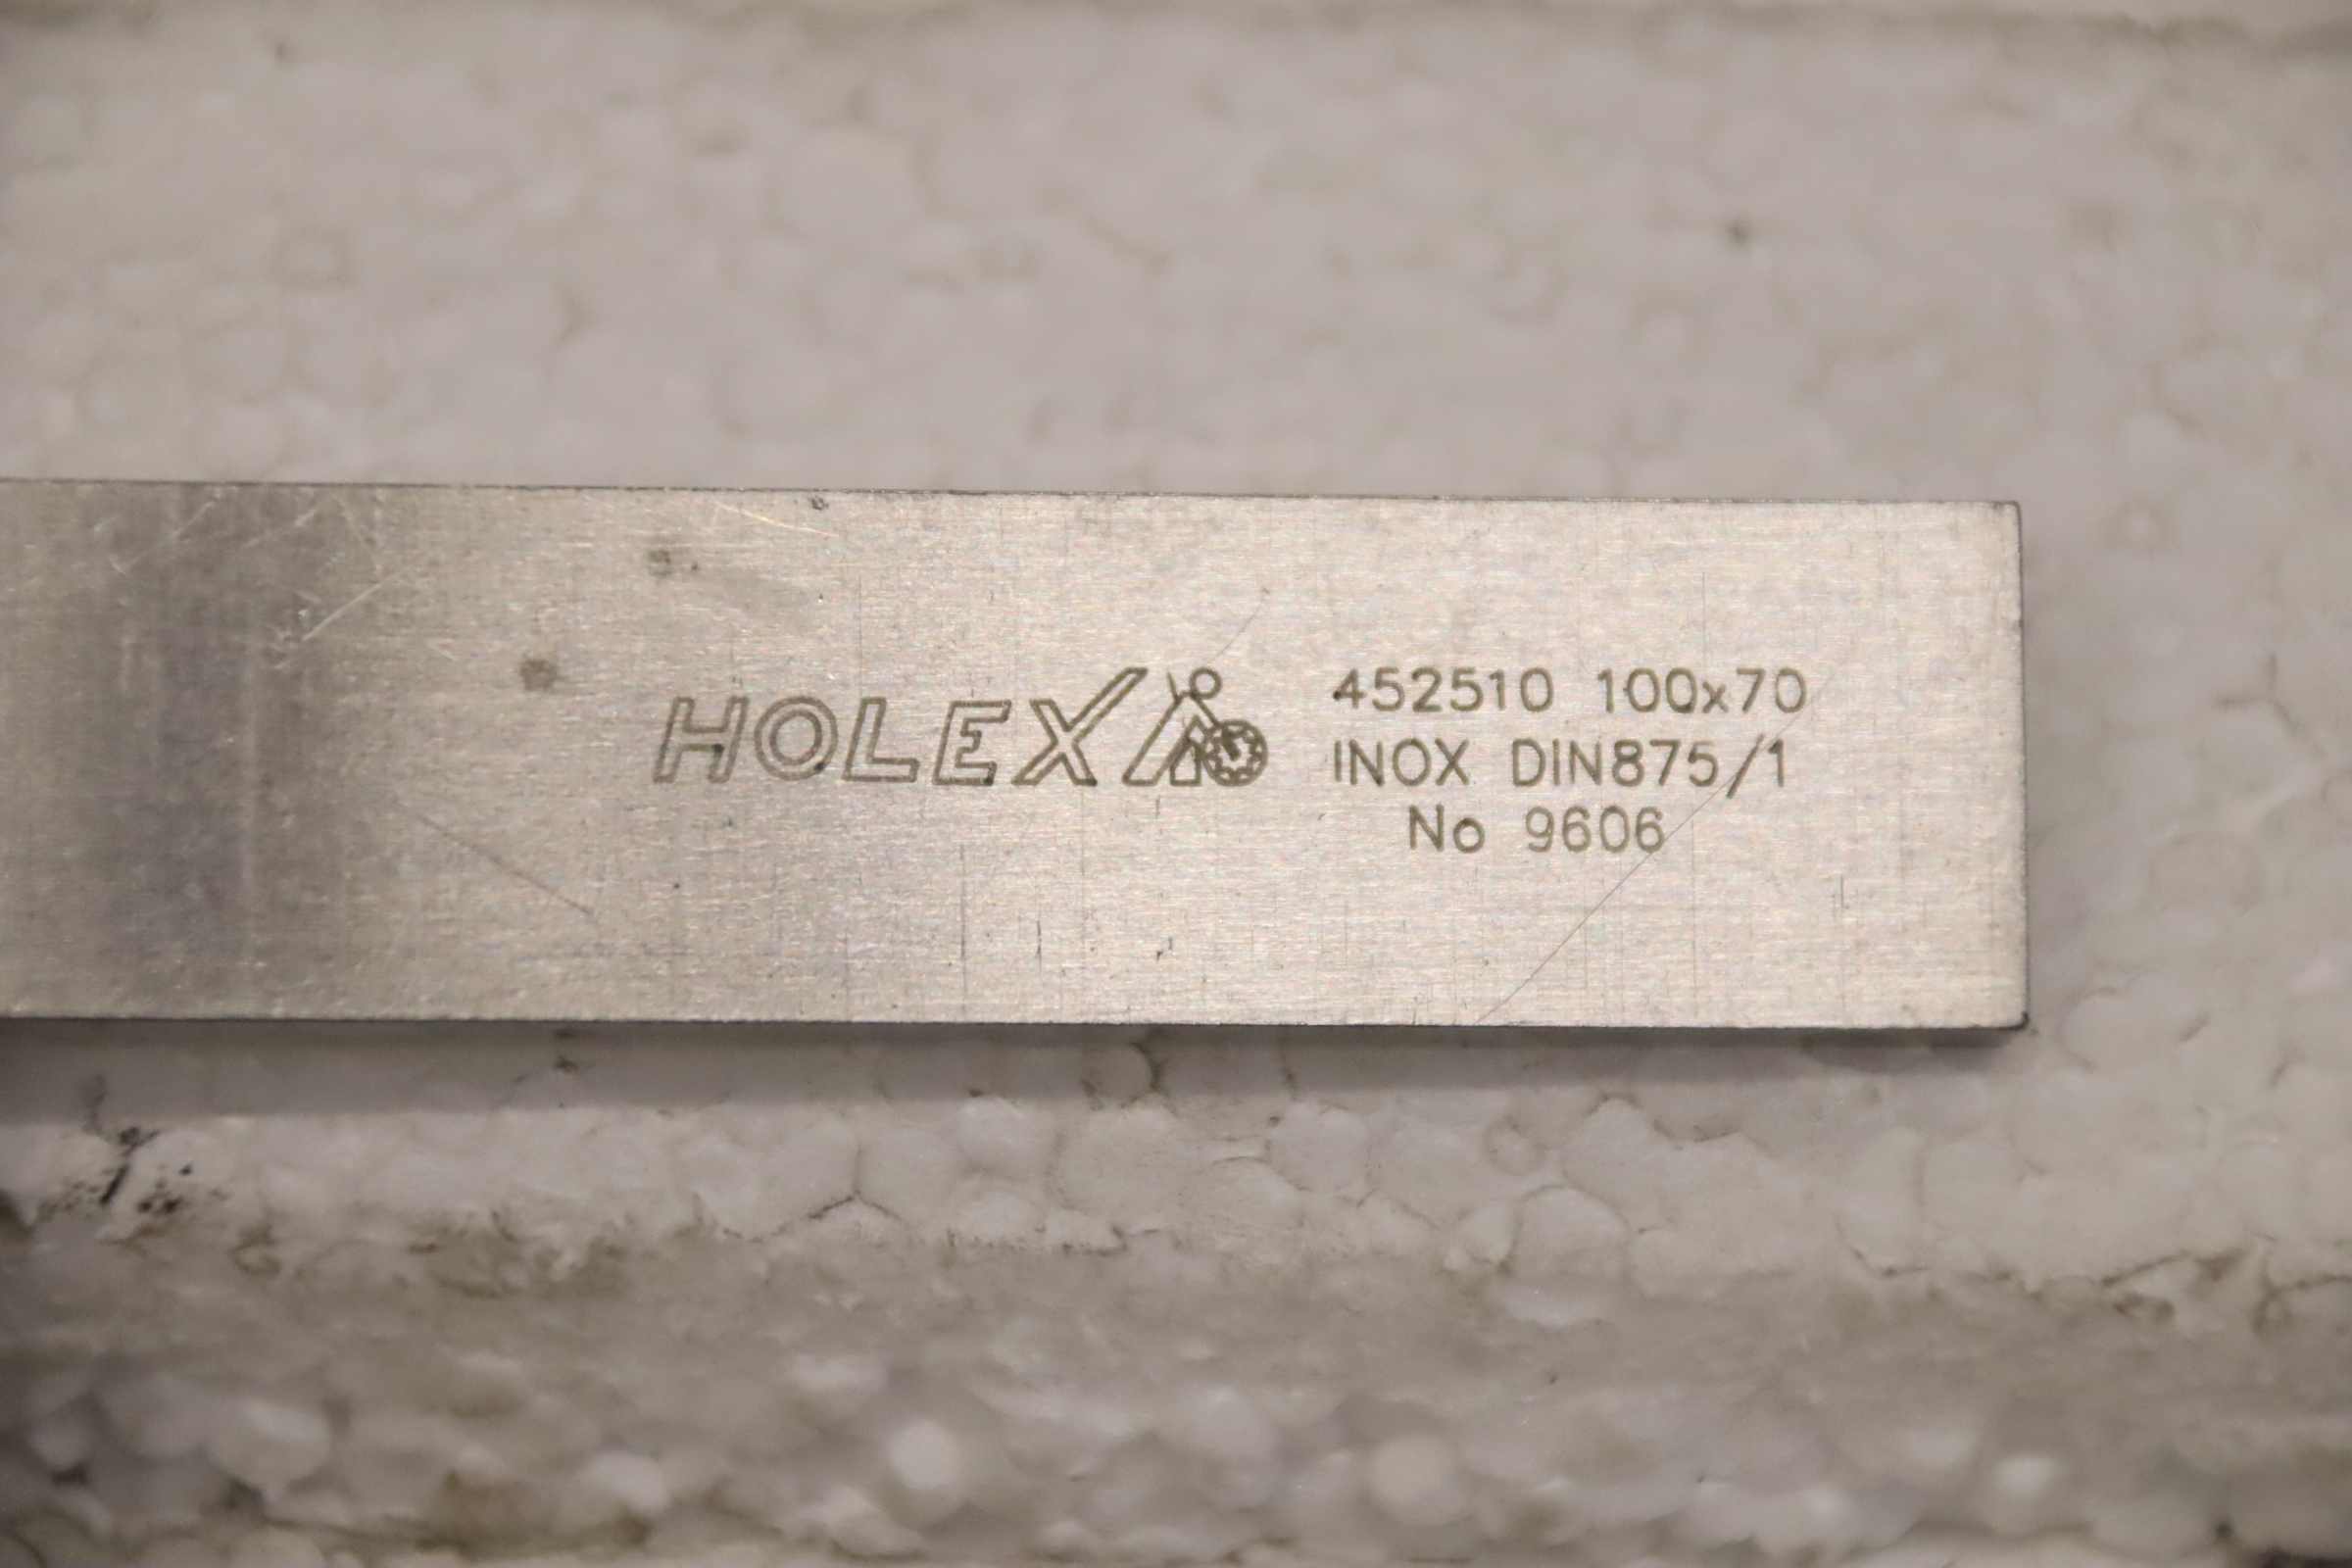 HOLEX
452510 100x70
INOX DIN875/1
No 9606